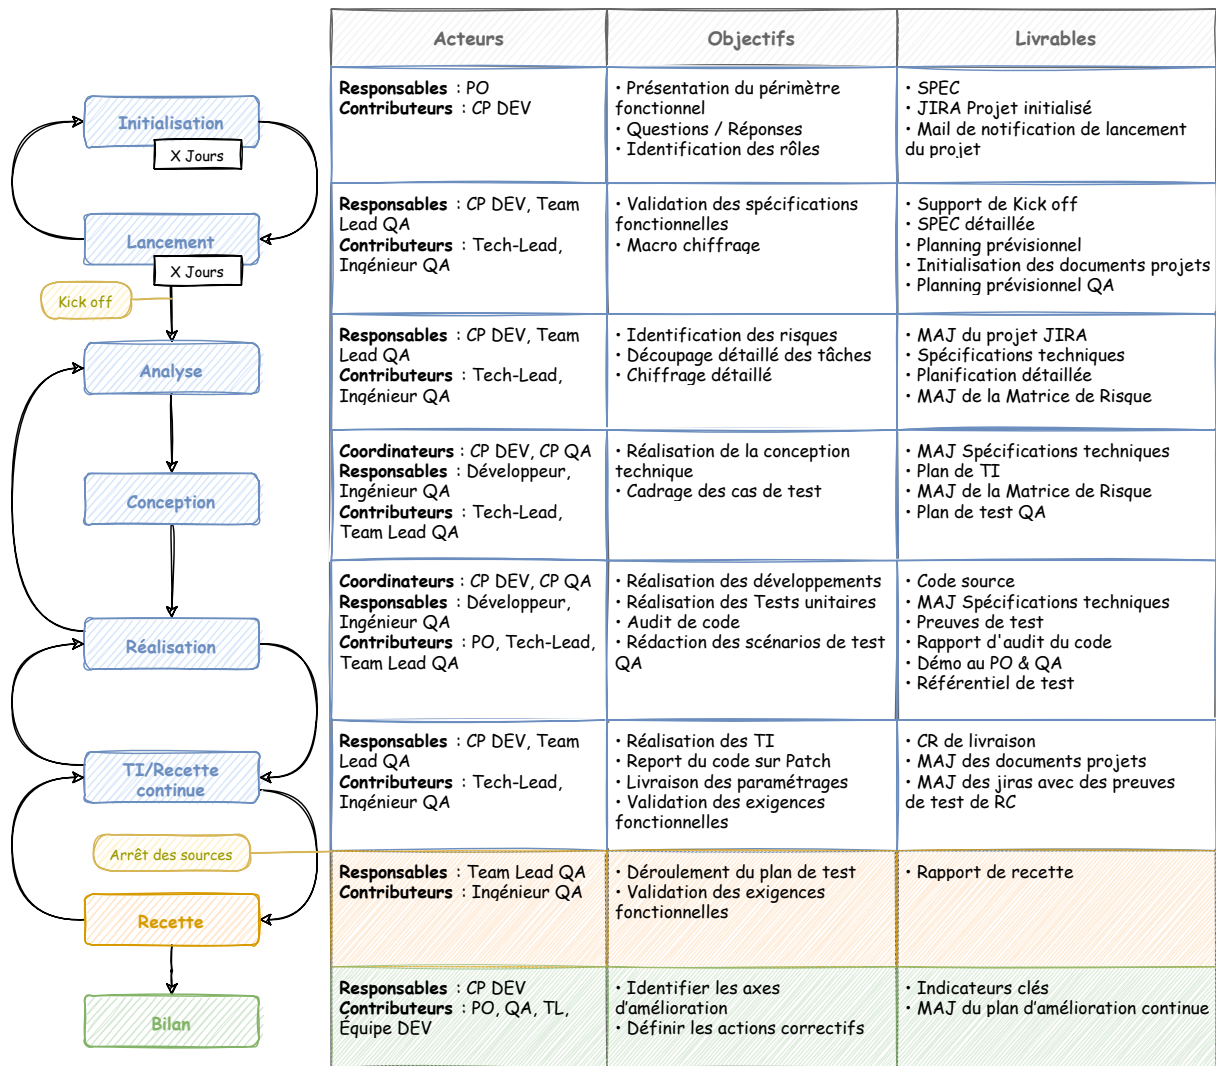 Acteurs
Objectifs
Livrables
Initialisation
X Jours
Responsables : PO
Contributeurs : CP DEV
• Présentation du périmètre
fonctionnel
• Questions / Réponses
• Identification des rôles
• SPEC
• JIRA Projet initialisé
• Mail de notification de lancement
du projet
Lancement
X Jours
Responsables : CP DEV, Team
Lead QA
Contributeurs : Tech-Lead,
Ingénieur QA
• Validation des spécifications
fonctionnelles
• Macro chiffrage
• Support de Kick off
• SPEC détaillée
• Planning prévisionnel
• Initialisation des documents projets
• Planning prévisionnel QA
Kick off
Analyse
Responsables : CP DEV, Team
Lead QA
Contributeurs : Tech-Lead,
Ingénieur QA
• Identification des risques
• Découpage détaillé des tâches
• Chiffrage détaillé
• MAJ du projet JIRA
• Spécifications techniques
• Planification détaillée
• MAJ de la Matrice de Risque
Conception
Coordinateurs : CP DEV, CP QA
Responsables : Développeur,
Ingénieur QA
Contributeurs : Tech-Lead,
Team Lead QA
• Réalisation de la conception
technique
• Cadrage des cas de test
• MAJ Spécifications techniques
• Plan de TI
• MAJ de la Matrice de Risque
• Plan de test QA
Réalisation
Coordinateurs : CP DEV, CP QA
Responsables : Développeur,
Ingénieur QA
Contributeurs : PO, Tech-Lead,
Team Lead QA
• Réalisation des développements
• Réalisation des Tests unitaires
• Audit de code
• Rédaction des scénarios de test
QA
• Code source
• MAJ Spécifications techniques
• Preuves de test
• Rapport d'audit du code
• Démo au PO & QA
• Référentiel de test
TI/Recette
continue
Responsables : CP DEV, Team
Lead QA
Contributeurs : Tech-Lead,
Ingénieur QA
• Réalisation des TI
• Report du code sur Patch
• Livraison des paramétrages
• Validation des exigences
fonctionnelles
• CR de livraison
• MAJ des documents projets
• MAJ des jiras avec des preuves
de test de RC
Arrêt des sources
Recette
Responsables : Team Lead QA
Contributeurs : Ingénieur QA
• Déroulement du plan de test
• Validation des exigences
fonctionnelles
• Rapport de recette
Bilan
Responsables : CP DEV
Contributeurs : PO, QA, TL,
Équipe DEV
• Identifier les axes
d’amélioration
• Définir les actions correctifs
• Indicateurs clés
• MAJ du plan d’amélioration continue